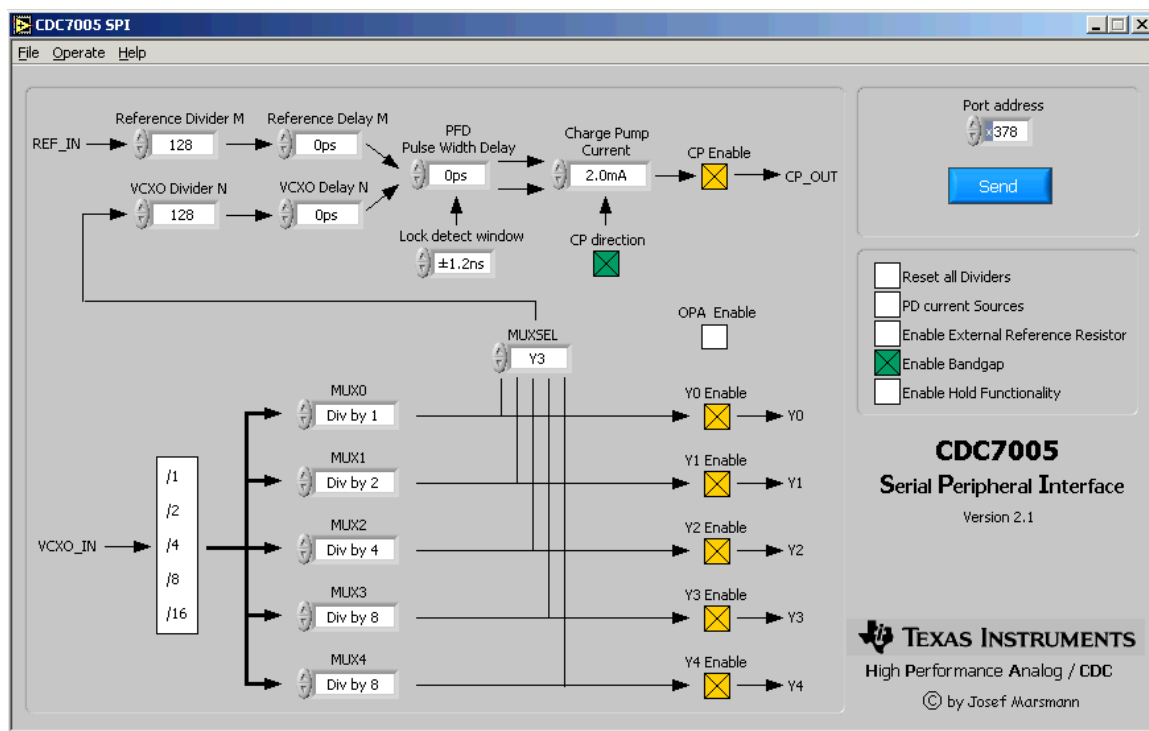 CDC7005 SPI
File Operate Help
Reference Divider M
Reference Delay M
PFD
Pulse Width Delay
Charge Pump
Current
CP Enable
REF_IN
128
0ps
0ps
2.0mA
CP_OUT
VCXO Divider N
VCXO Delay N
128
0ps
Lock detect window
±1.2ns
CP direction
OPA Enable
MUXSEL
Y3
MUX0
Div by 1
Y0 Enable
Y0
MUX1
Div by 2
Y1 Enable
Y1
MUX2
Div by 4
Y2 Enable
Y2
MUX3
Div by 8
Y3 Enable
Y3
MUX4
Div by 8
Y4 Enable
Y4
VCXO_IN
/1
/2
/4
/8
/16
Port address
x378
Send
Reset all Dividers
PD current Sources
Enable External Reference Resistor
Enable Bandgap
Enable Hold Functionality
CDC7005
Serial Peripheral Interface
Version 2.1
TEXAS INSTRUMENTS
High Performance Analog / CDC
© by Josef Marsmann